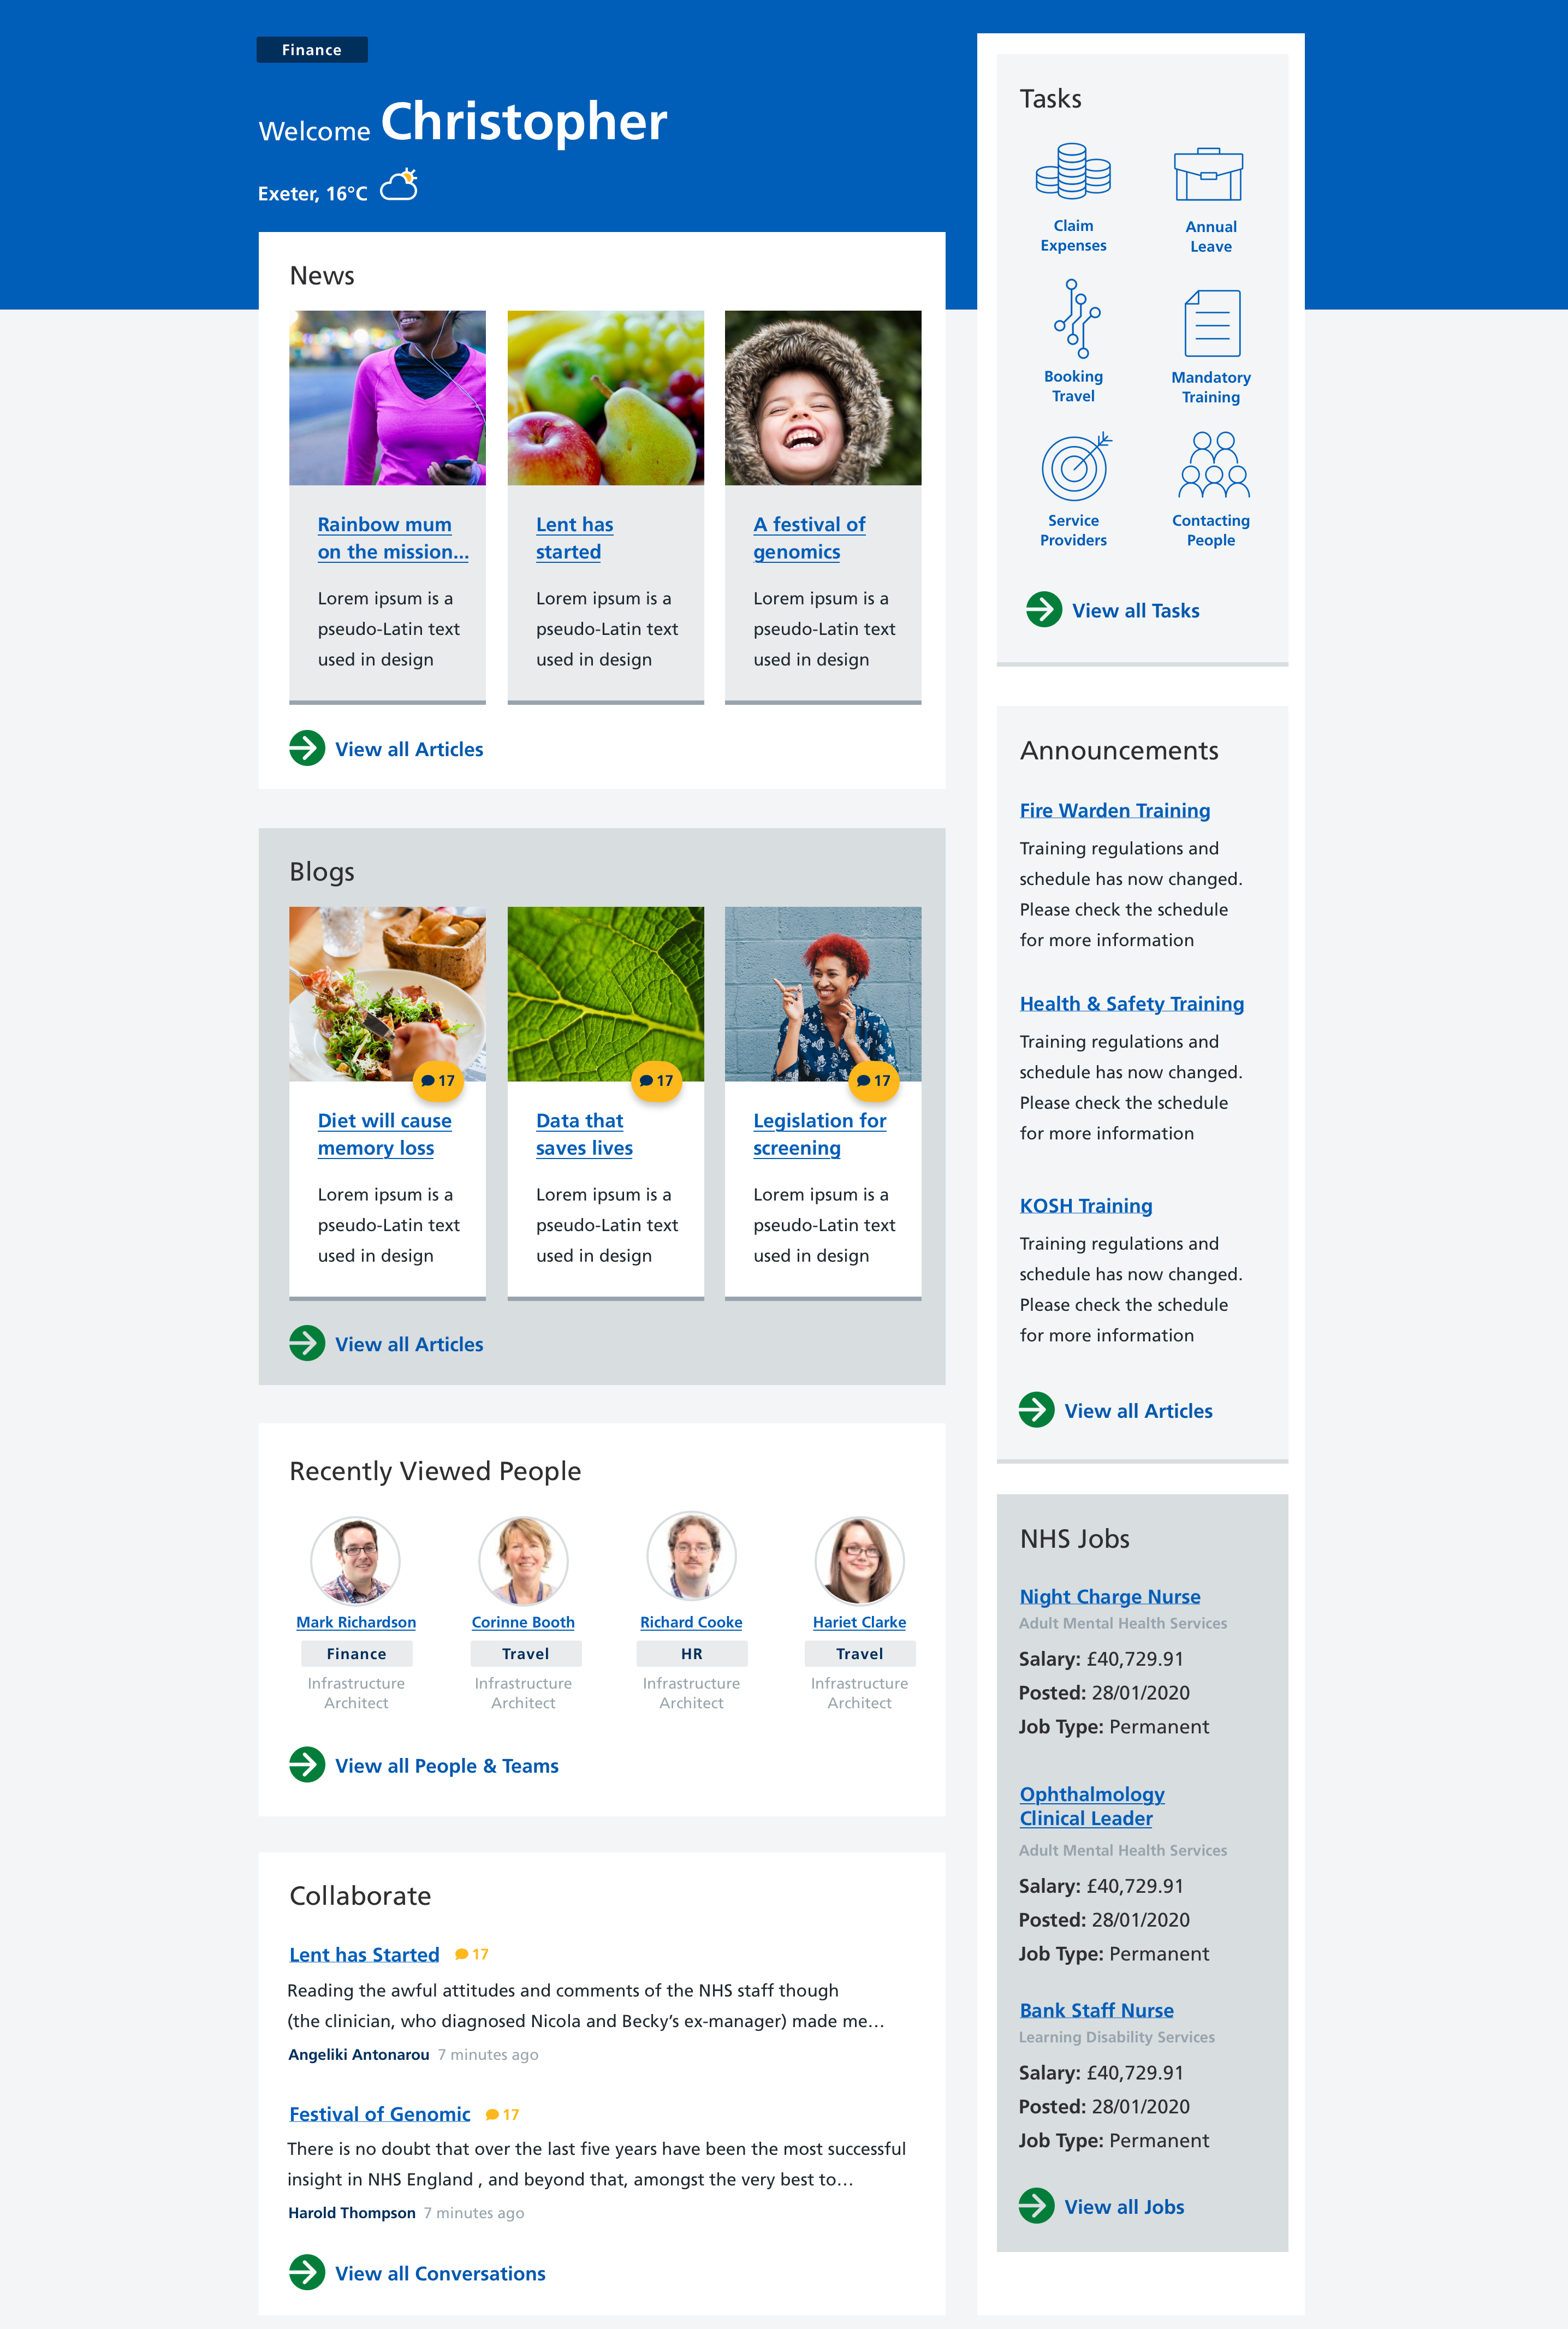 Finance
Welcome Christopher
Exeter, 16°C
News
Rainbow mum
on the mission...
Lorem ipsum is a
pseudo-Latin text
used in design
Lent has
started
Lorem ipsum is a
pseudo-Latin text
used in design
A festival of
genomics
Lorem ipsum is a
pseudo-Latin text
used in design
View all Articles
Blogs
17
Diet will cause
memory loss
Lorem ipsum is a
pseudo-Latin text
used in design
17
Data that
saves lives
Lorem ipsum is a
pseudo-Latin text
used in design
17
Legislation for
screening
Lorem ipsum is a
pseudo-Latin text
used in design
View all Articles
Recently Viewed People
Mark Richardson
Finance
Infrastructure
Architect
Corinne Booth
Travel
Infrastructure
Architect
Richard Cooke
HR
Infrastructure
Architect
Hariet Clarke
Travel
Infrastructure
Architect
View all People & Teams
Collaborate
Lent has Started 17
Reading the awful attitudes and comments of the NHS staff though
(the clinician, who diagnosed Nicola and Becky’s ex-manager) made me…
Angeliki Antonarou 7 minutes ago
Festival of Genomic 17
There is no doubt that over the last five years have been the most successful
insight in NHS England , and beyond that, amongst the very best to…
Harold Thompson 7 minutes ago
View all Conversations
Tasks
Claim
Expenses
Annual
Leave
Booking
Travel
Mandatory
Training
Service
Providers
Contacting
People
View all Tasks
Announcements
Fire Warden Training
Training regulations and
schedule has now changed.
Please check the schedule
for more information
Health & Safety Training
Training regulations and
schedule has now changed.
Please check the schedule
for more information
KOSH Training
Training regulations and
schedule has now changed.
Please check the schedule
for more information
View all Articles
NHS Jobs
Night Charge Nurse
Adult Mental Health Services
Salary: £40,729.91
Posted: 28/01/2020
Job Type: Permanent
Ophthalmology
Clinical Leader
Adult Mental Health Services
Salary: £40,729.91
Posted: 28/01/2020
Job Type: Permanent
Bank Staff Nurse
Learning Disability Services
Salary: £40,729.91
Posted: 28/01/2020
Job Type: Permanent
View all Jobs